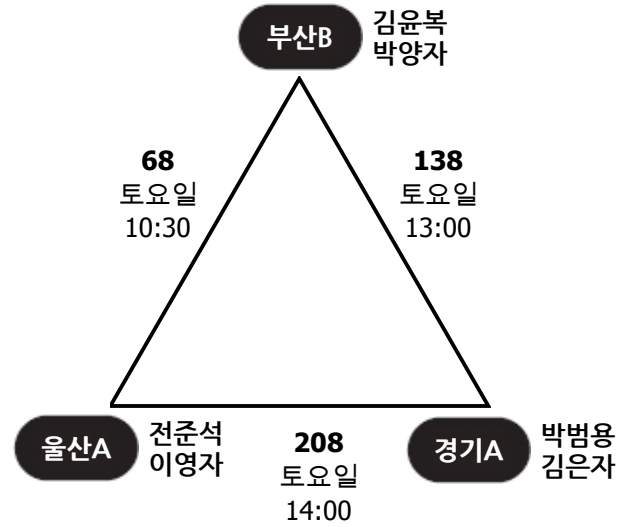 부산B
김윤복
박양자
68
토요일
10:30
138
토요일
13:00
울산A
전준석
이영자
208
토요일
14:00
경기A
박범용
김은자